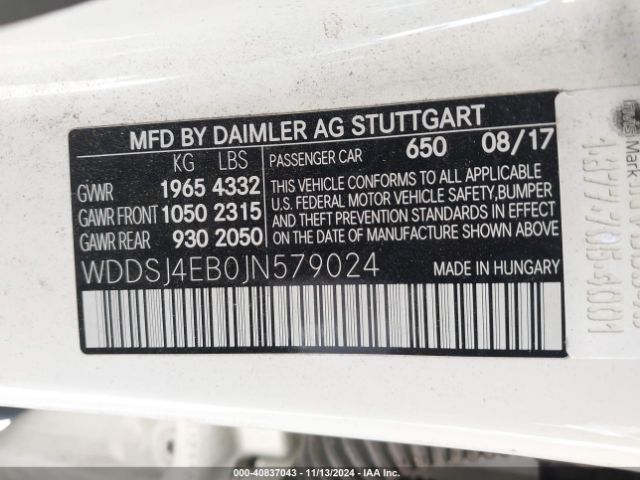 MFD BY DAIMLER AG STUTTGART
KG LBS
GVWR 1965 4332
GAWR FRONT 1050 2315
GAWR REAR 930 2050
PASSENGER CAR 650 08/17
THIS VEHICLE CONFORMS TO ALL APPLICABLE
U.S. FEDERAL MOTOR VEHICLE SAFETY, BUMPER
AND THEFT PREVENTION STANDARDS IN EFFECT
ON THE DATE OF MANUFACTURE SHOWN ABOVE.
MADE IN HUNGARY
WDDSJ4EB0JN579024
000-40837043 - 11/13/2024 - IAA Inc.